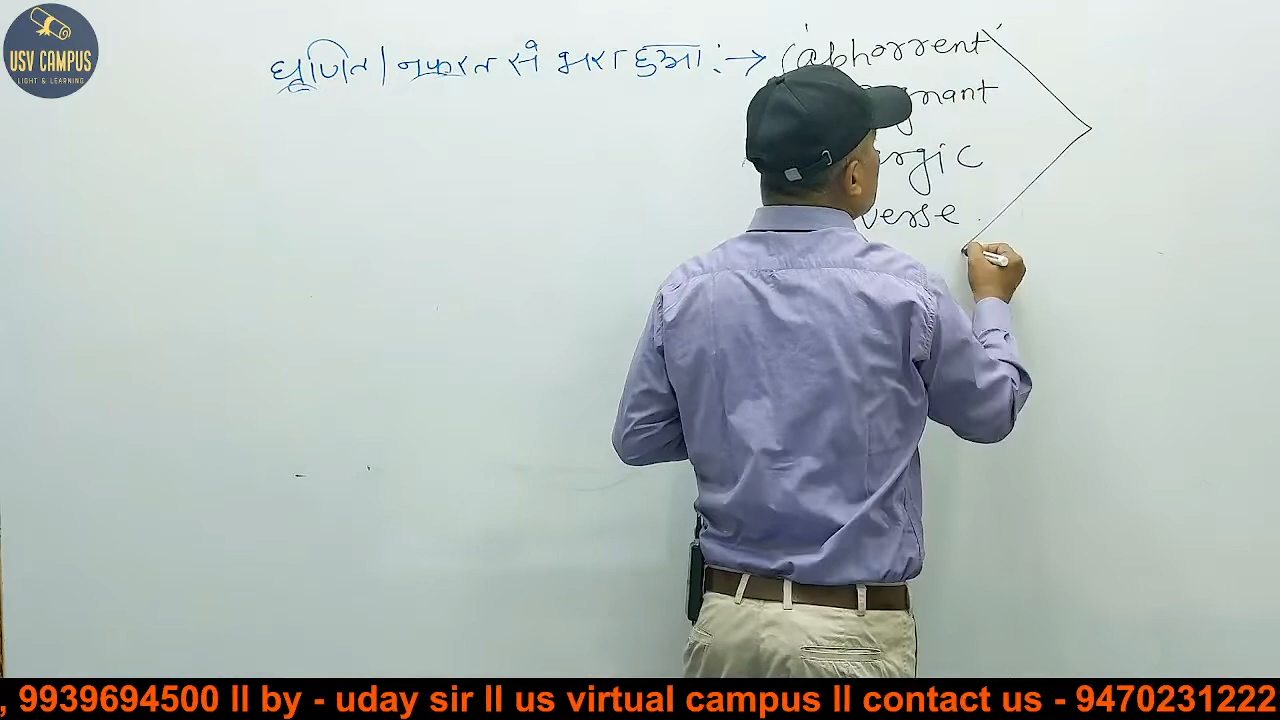 USV CAMPUS
LIGHT & LEARNING
घृणित / नफरत से भरा हुआ :→ (abhorrent)
gnant
rgic
verse
, 9939694500 ll by - uday sir ll us virtual campus ll contact us - 9470231222